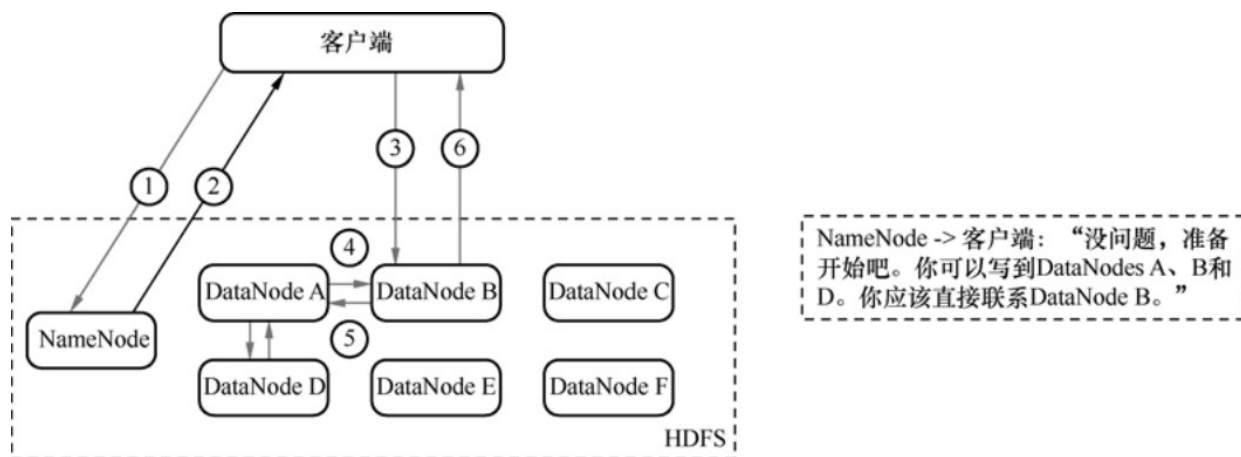 客户端
1
2
3
6
4
DataNode A
DataNode B
DataNode C
NameNode
5
DataNode D
DataNode E
DataNode F
HDFS
NameNode -> 客户端：“没问题，准备
开始吧。你可以写到DataNodes A、B和
D。你应该直接联系DataNode B。”